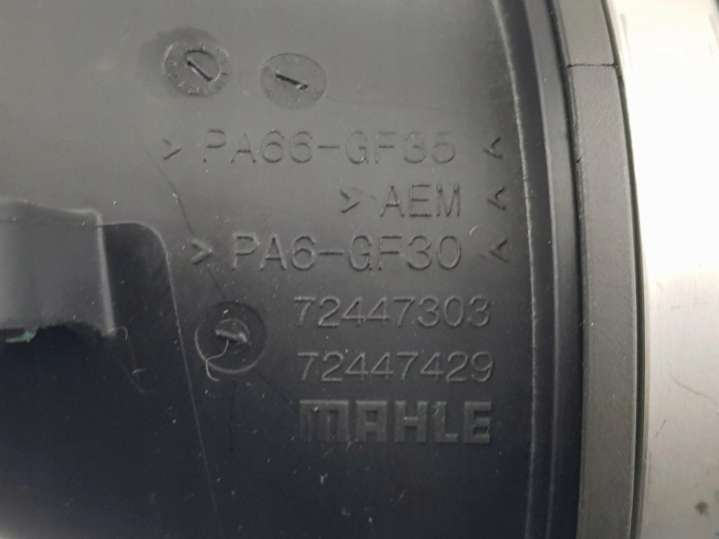 > PA66-GF35 <
> AEM <
> PA6-GF30 <
72447303
72447429
MAHLE